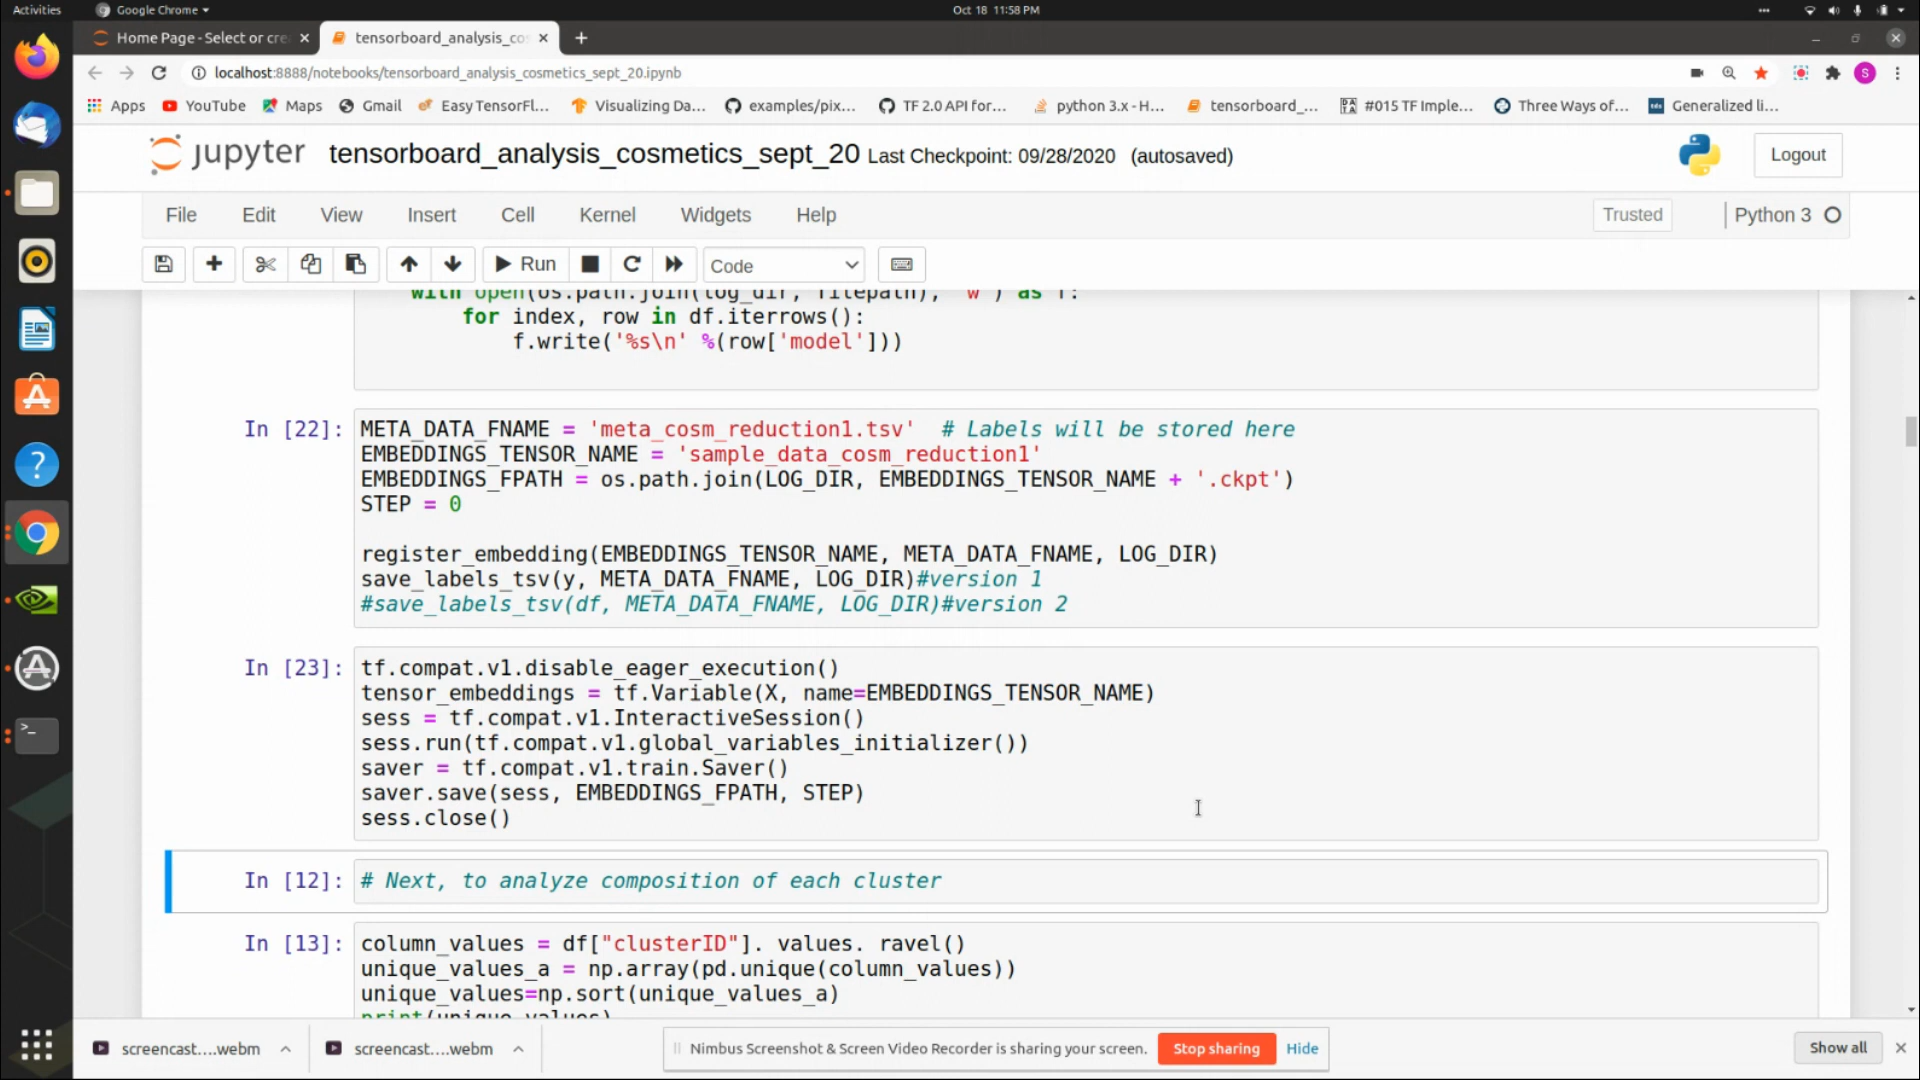 Activities
Google Chrome
Oct 18 11:58 PM
Home Page - Select or cre
tensorboard_analysis_co
localhost:8888/notebooks/tensorboard_analysis_cosmetics_sept_20.ipynb
S
Apps
YouTube
Maps
Gmail
Easy TensorFl...
Visualizing Da...
examples/pix...
TF 2.0 API for...
python 3.x - H...
tensorboard_...
#015 TF Imple...
Three Ways of...
Generalized li...
jupyter
tensorboard_analysis_cosmetics_sept_20 Last Checkpoint: 09/28/2020 (autosaved)
Logout
File Edit View Insert Cell Kernel Widgets Help
Trusted
Python 3
Run
Code
with open(os.path.join(log_dir, filepath), 'w') as f:
for index, row in df.iterrows():
f.write('%s\n' %(row['model']))
In [22]: META_DATA_FNAME = 'meta_cosm_reduction1.tsv' # Labels will be stored here
EMBEDDINGS_TENSOR_NAME = 'sample_data_cosm_reduction1'
EMBEDDINGS_FPATH = os.path.join(LOG_DIR, EMBEDDINGS_TENSOR_NAME + '.ckpt')
STEP = 0
register_embedding(EMBEDDINGS_TENSOR_NAME, META_DATA_FNAME, LOG_DIR)
save_labels_tsv(y, META_DATA_FNAME, LOG_DIR)#version 1
#save_labels_tsv(df, META_DATA_FNAME, LOG_DIR)#version 2
In [23]: tf.compat.v1.disable_eager_execution()
tensor_embeddings = tf.Variable(X, name=EMBEDDINGS_TENSOR_NAME)
sess = tf.compat.v1.InteractiveSession()
sess.run(tf.compat.v1.global_variables_initializer())
saver = tf.compat.v1.train.Saver()
saver.save(sess, EMBEDDINGS_FPATH, STEP)
sess.close()
In [12]: # Next, to analyze composition of each cluster
In [13]: column_values = df["clusterID"]. values. ravel()
unique_values_a = np.array(pd.unique(column_values))
unique_values=np.sort(unique_values_a)
print(unique_values)
screencast....webm
screencast....webm
Nimbus Screenshot & Screen Video Recorder is sharing your screen.
Stop sharing
Hide
Show all